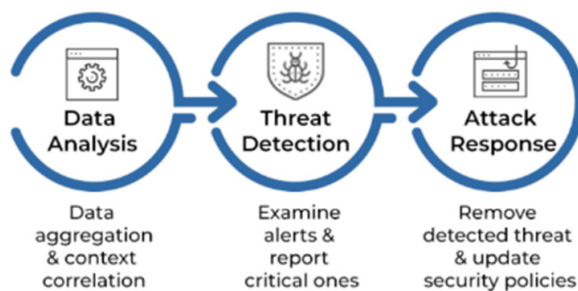 Data
Analysis
Data
aggregation
& context
correlation
Threat
Detection
Examine
alerts &
report
critical ones
Attack
Response
Remove
detected threat
& update
security policies